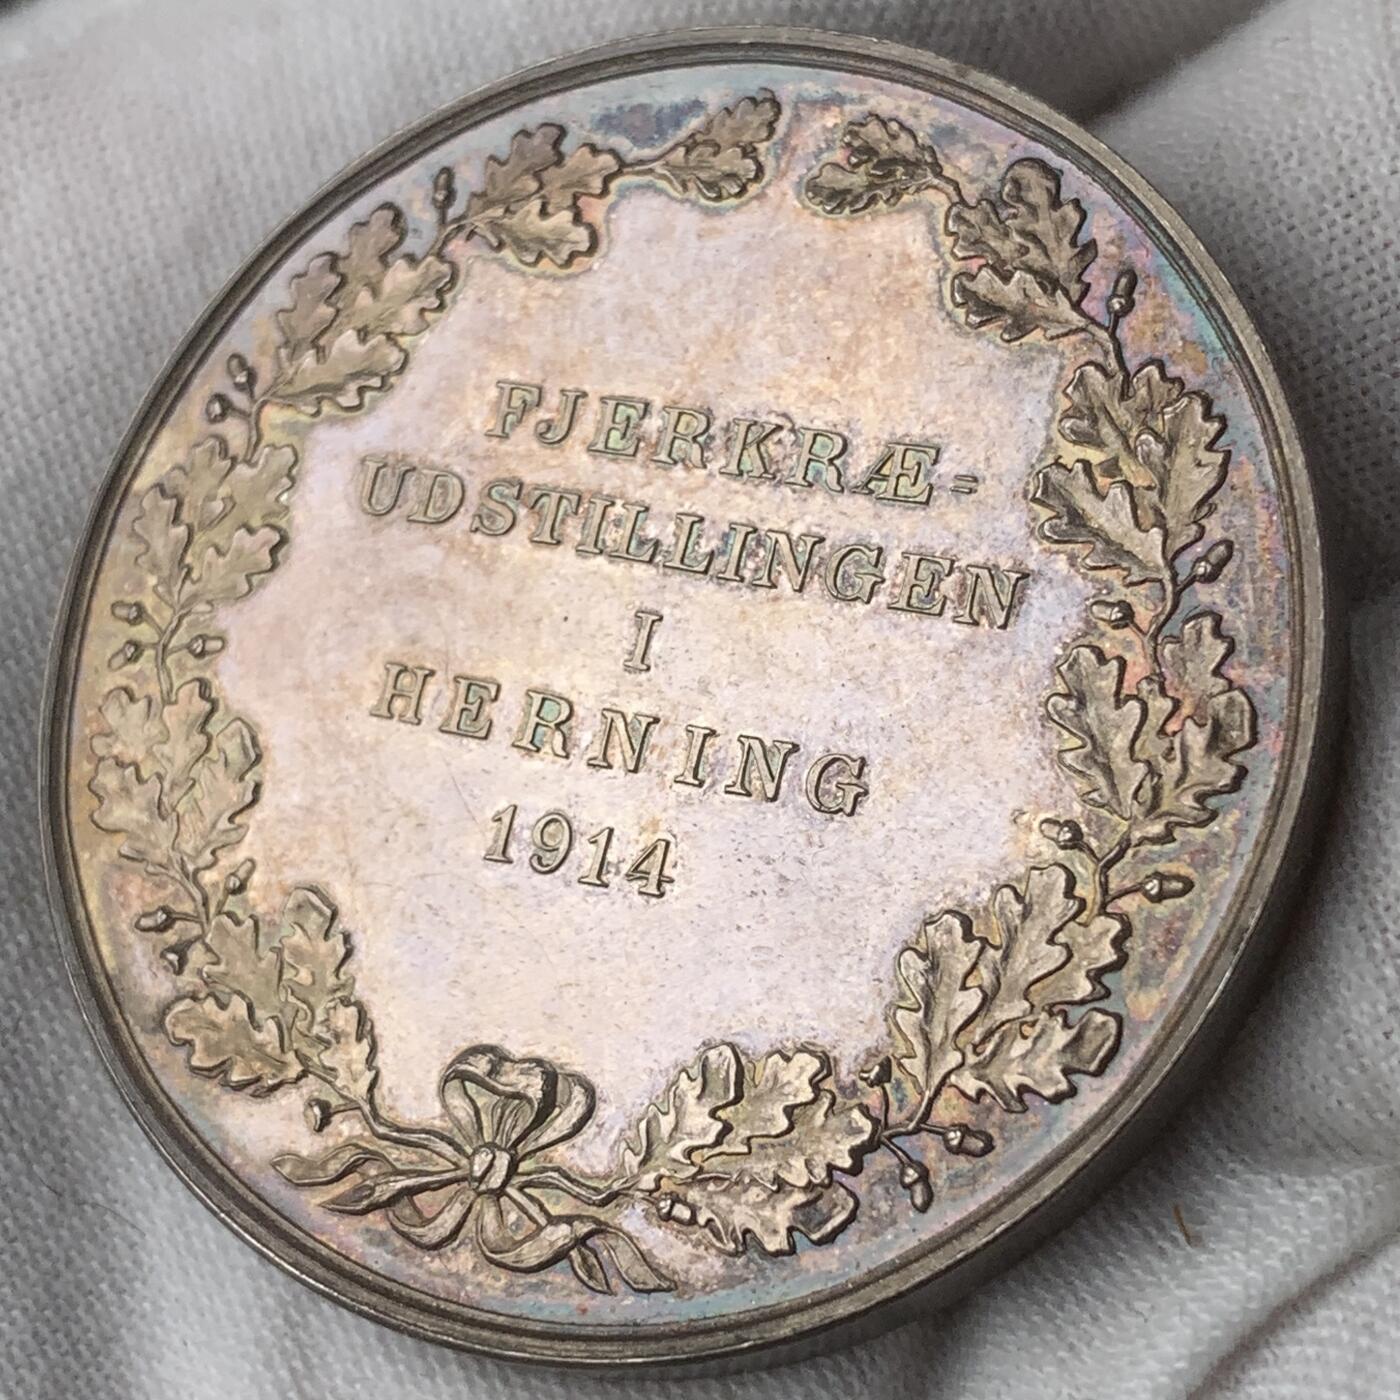 FJERKRÆ-
UDSTILLINGEN
I
HERNING
1914